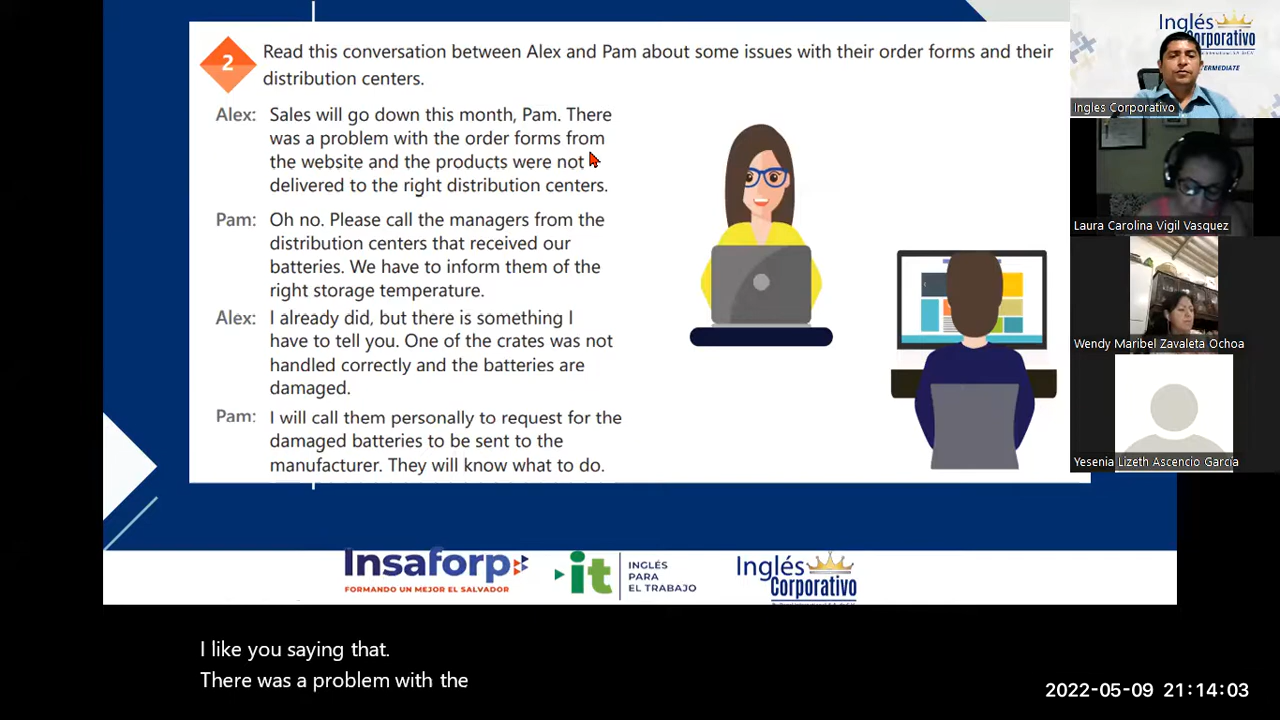 2
Read this conversation between Alex and Pam about some issues with their order forms and their
distribution centers.
Alex: Sales will go down this month, Pam. There
was a problem with the order forms from
the website and the products were not
delivered to the right distribution centers.
Pam: Oh no. Please call the managers from the
distribution centers that received our
batteries. We have to inform them of the
right storage temperature.
Alex: I already did, but there is something I
have to tell you. One of the crates was not
handled correctly and the batteries are
damaged.
Pam: I will call them personally to request for the
damaged batteries to be sent to the
manufacturer. They will know what to do.
Insaforp
FORMANDO UN MEJOR EL SALVADOR
it
INGLÉS
PARA
EL TRABAJO
Inglés
Corporativo
Inglés
Corporativo
Ingles Corporativo
Laura Carolina Vigil Vasquez
Wendy Maribel Zavaleta Ochoa
Yesenia Lizeth Ascencio García
I like you saying that.
There was a problem with the
2022-05-09 21:14:03